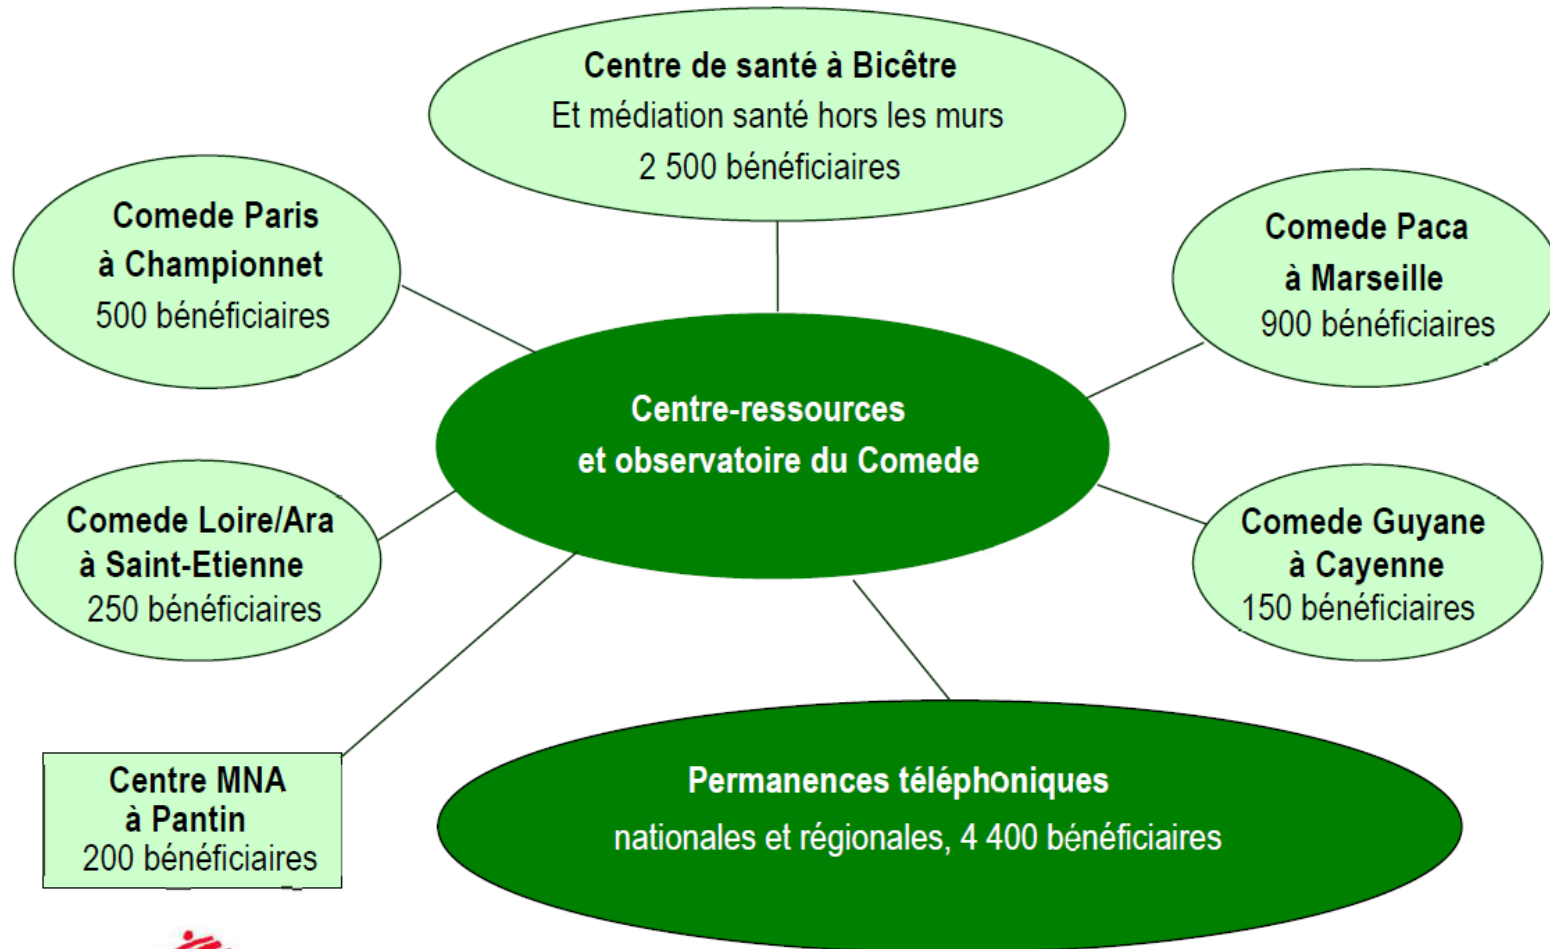 Centre de santé à Bicêtre
Et médiation santé hors les murs
2 500 bénéficiaires
Comede Paris
à Championnet
500 bénéficiaires
Comede Paca
à Marseille
900 bénéficiaires
Centre-ressources
et observatoire du Comede
Comede Loire/Ara
à Saint-Etienne
250 bénéficiaires
Comede Guyane
à Cayenne
150 bénéficiaires
Centre MNA
à Pantin
200 bénéficiaires
Permanences téléphoniques
nationales et régionales, 4 400 bénéficiaires